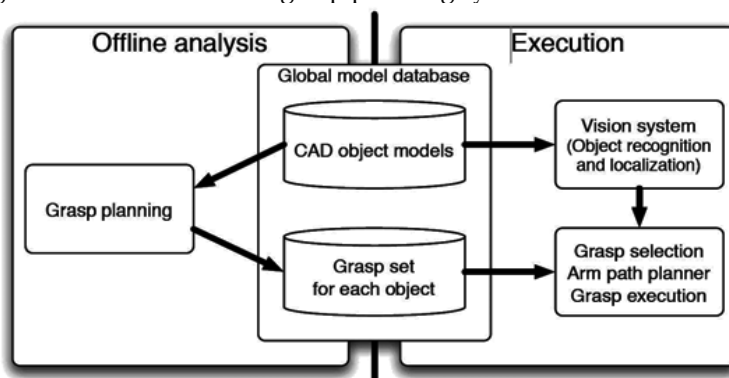 Offline analysis
Execution
Global model database
CAD object models
Vision system
(Object recognition
and localization)
Grasp planning
Grasp set
for each object
Grasp selection
Arm path planner
Grasp execution